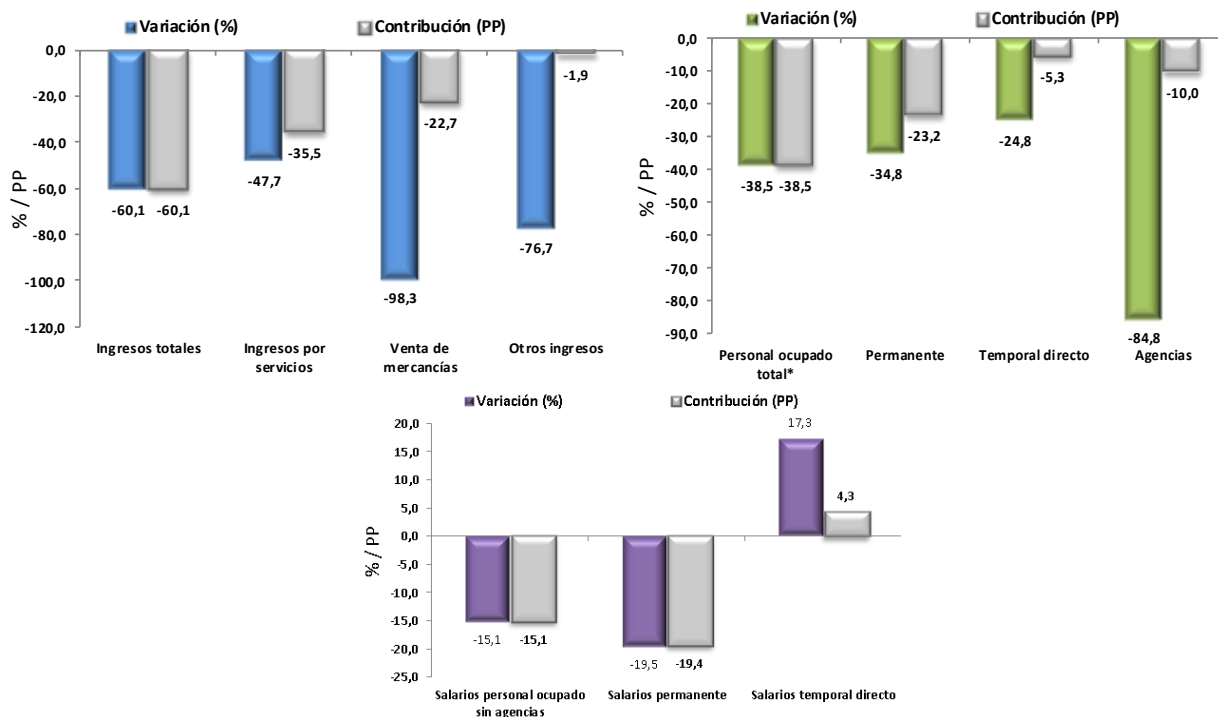 Variación (%)
Contribución (PP)
0,0
-20,0
-40,0
-60,0
-80,0
-100,0
-120,0
% / PP
-60,1
-60,1
-47,7
-35,5
-98,3
-22,7
-76,7
-1,9
Ingresos totales
Ingresos por
servicios
Venta de
mercancías
Otros ingresos
Variación (%)
Contribución (PP)
0,0
-10,0
-20,0
-30,0
-40,0
-50,0
-60,0
-70,0
-80,0
-90,0
% / PP
-38,5
-38,5
-34,8
-23,2
-24,8
-5,3
-84,8
-10,0
Personal ocupado
total*
Permanente
Temporal directo
Agencias
Variación (%)
Contribución (PP)
20,0
15,0
10,0
5,0
0,0
-5,0
-10,0
-15,0
-20,0
-25,0
% / PP
-15,1
-15,1
-19,5
-19,4
17,3
4,3
Salarios personal ocupado
sin agencias
Salarios permanente
Salarios temporal directo